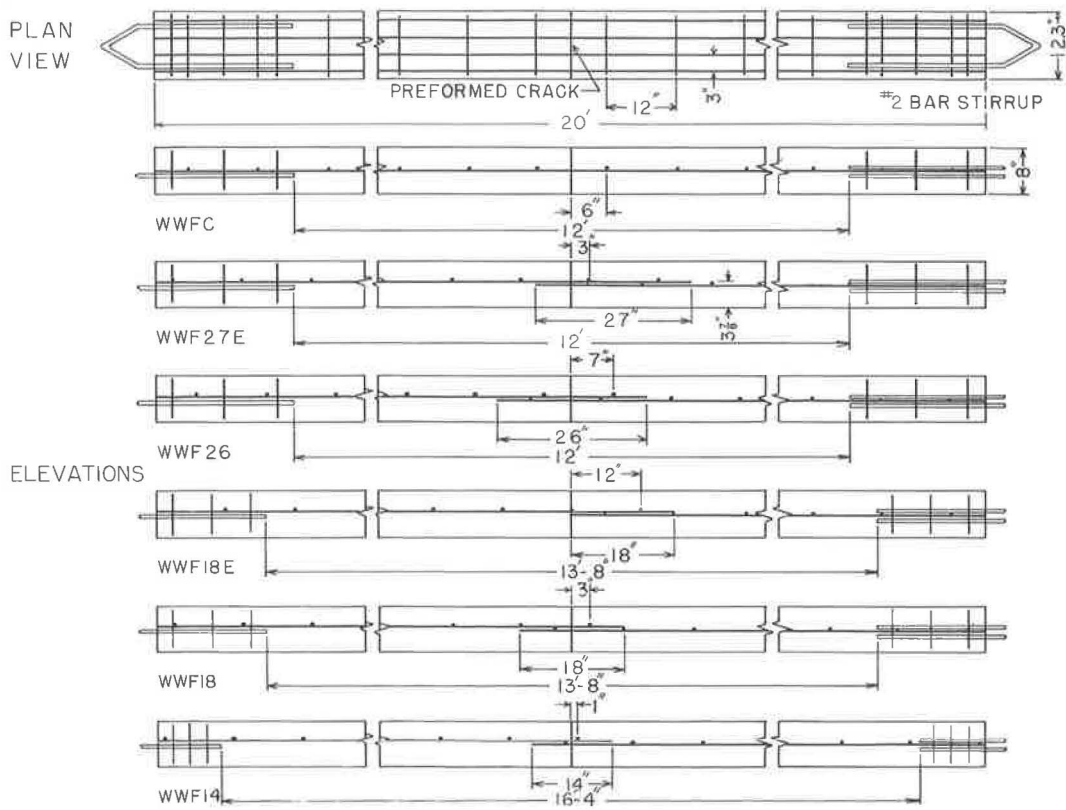 PLAN
VIEW
PREFORMED CRACK
12"
3"
12.3"
#2 BAR STIRRUP
20'
8"
6"
WWFC
12'
3"
27"
WWF27E
12'
7"
26"
WWF26
12'
ELEVATIONS
12"
18"
WWF18E
13'-8"
3"
18"
WWF18
13'-8"
1"
14"
WWF14
16'-4"